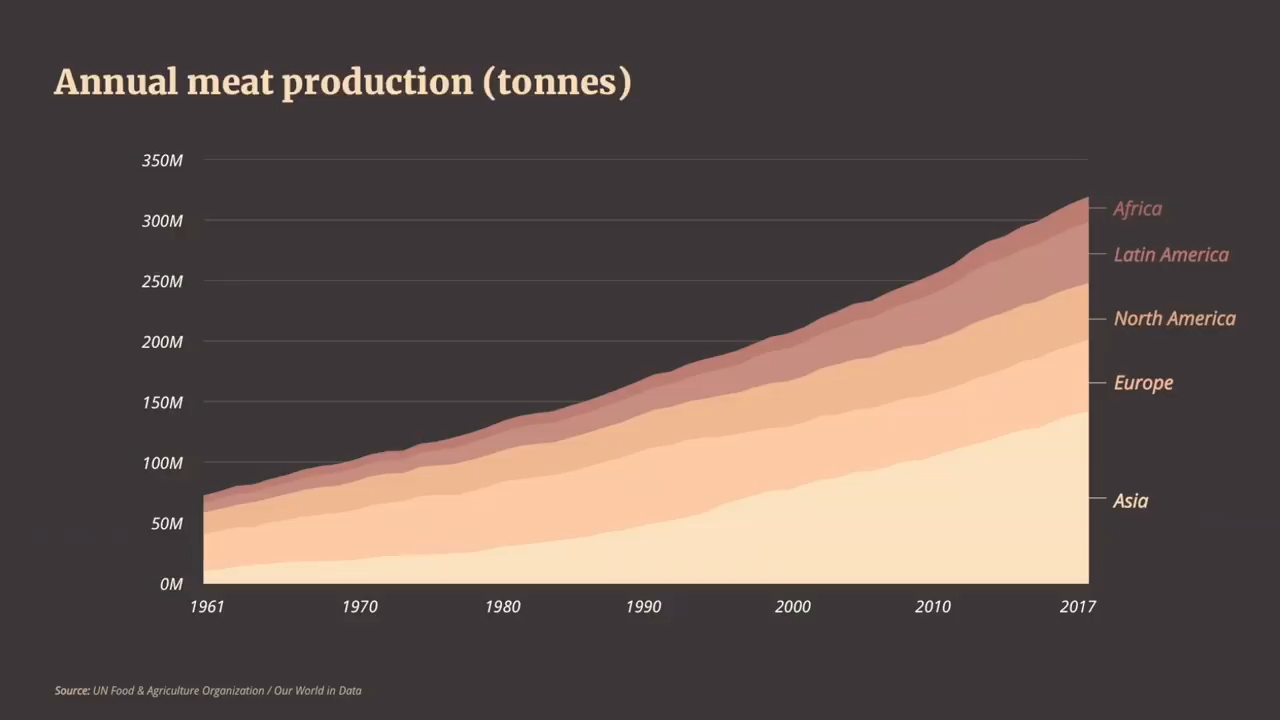 Annual meat production (tonnes)
350M
300M
250M
200M
150M
100M
50M
0M
1961 1970 1980 1990 2000 2010 2017
Africa
Latin America
North America
Europe
Asia
Source: UN Food & Agriculture Organization / Our World in Data